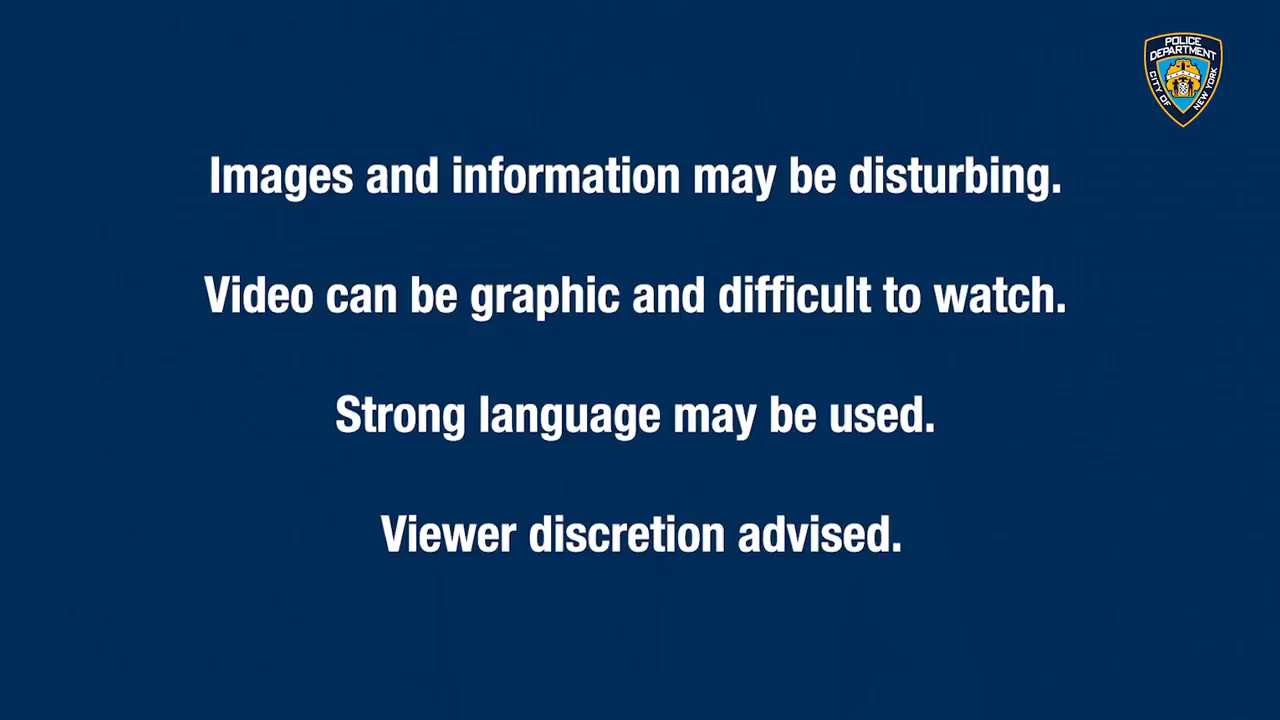 POLICE
DEPARTMENT
CITY OF
NEW YORK
Images and information may be disturbing.
Video can be graphic and difficult to watch.
Strong language may be used.
Viewer discretion advised.